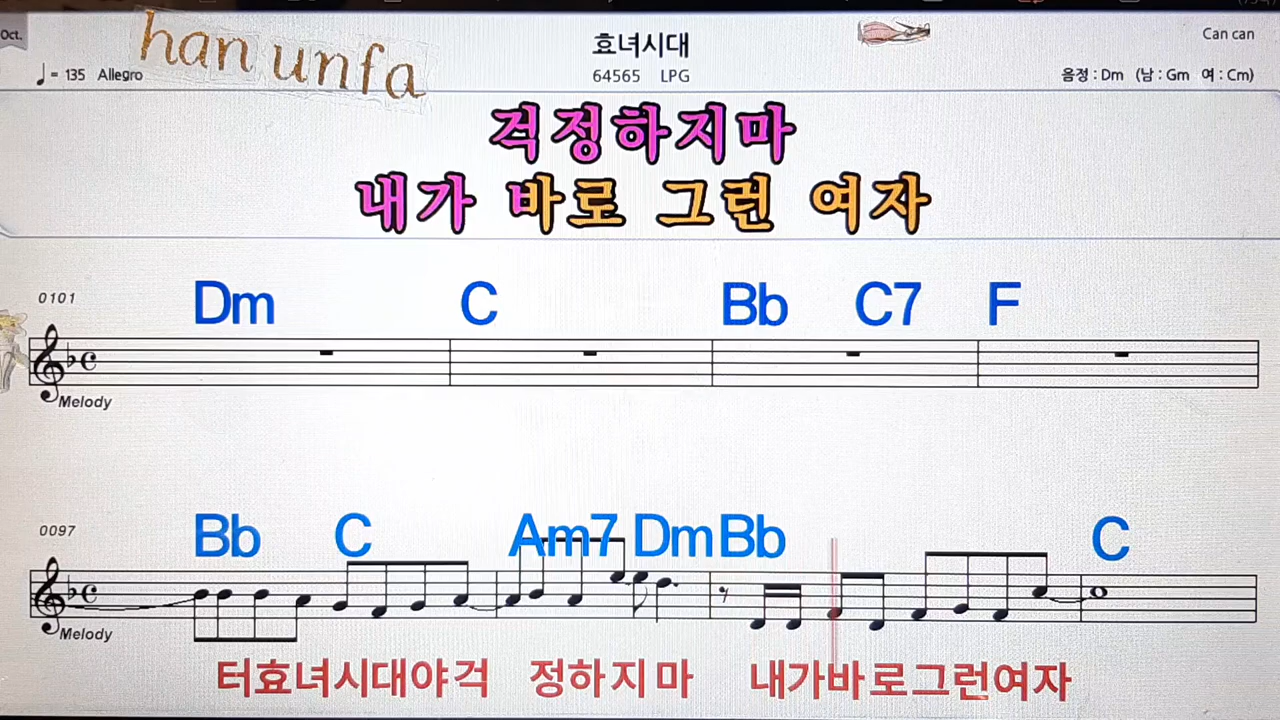 Oct.
han unfa
효녀시대
Can can
♩= 135 Allegro
64565 LPG
음정 : Dm (남 : Gm 여 : Cm)
걱정하지마
내가 바로 그런 여자
0101
Dm C Bb C7 F
Melody
0097
Bb C Am7 Dm Bb C
Melody
터효녀시대야걱 정하지마 내가바로그런여자